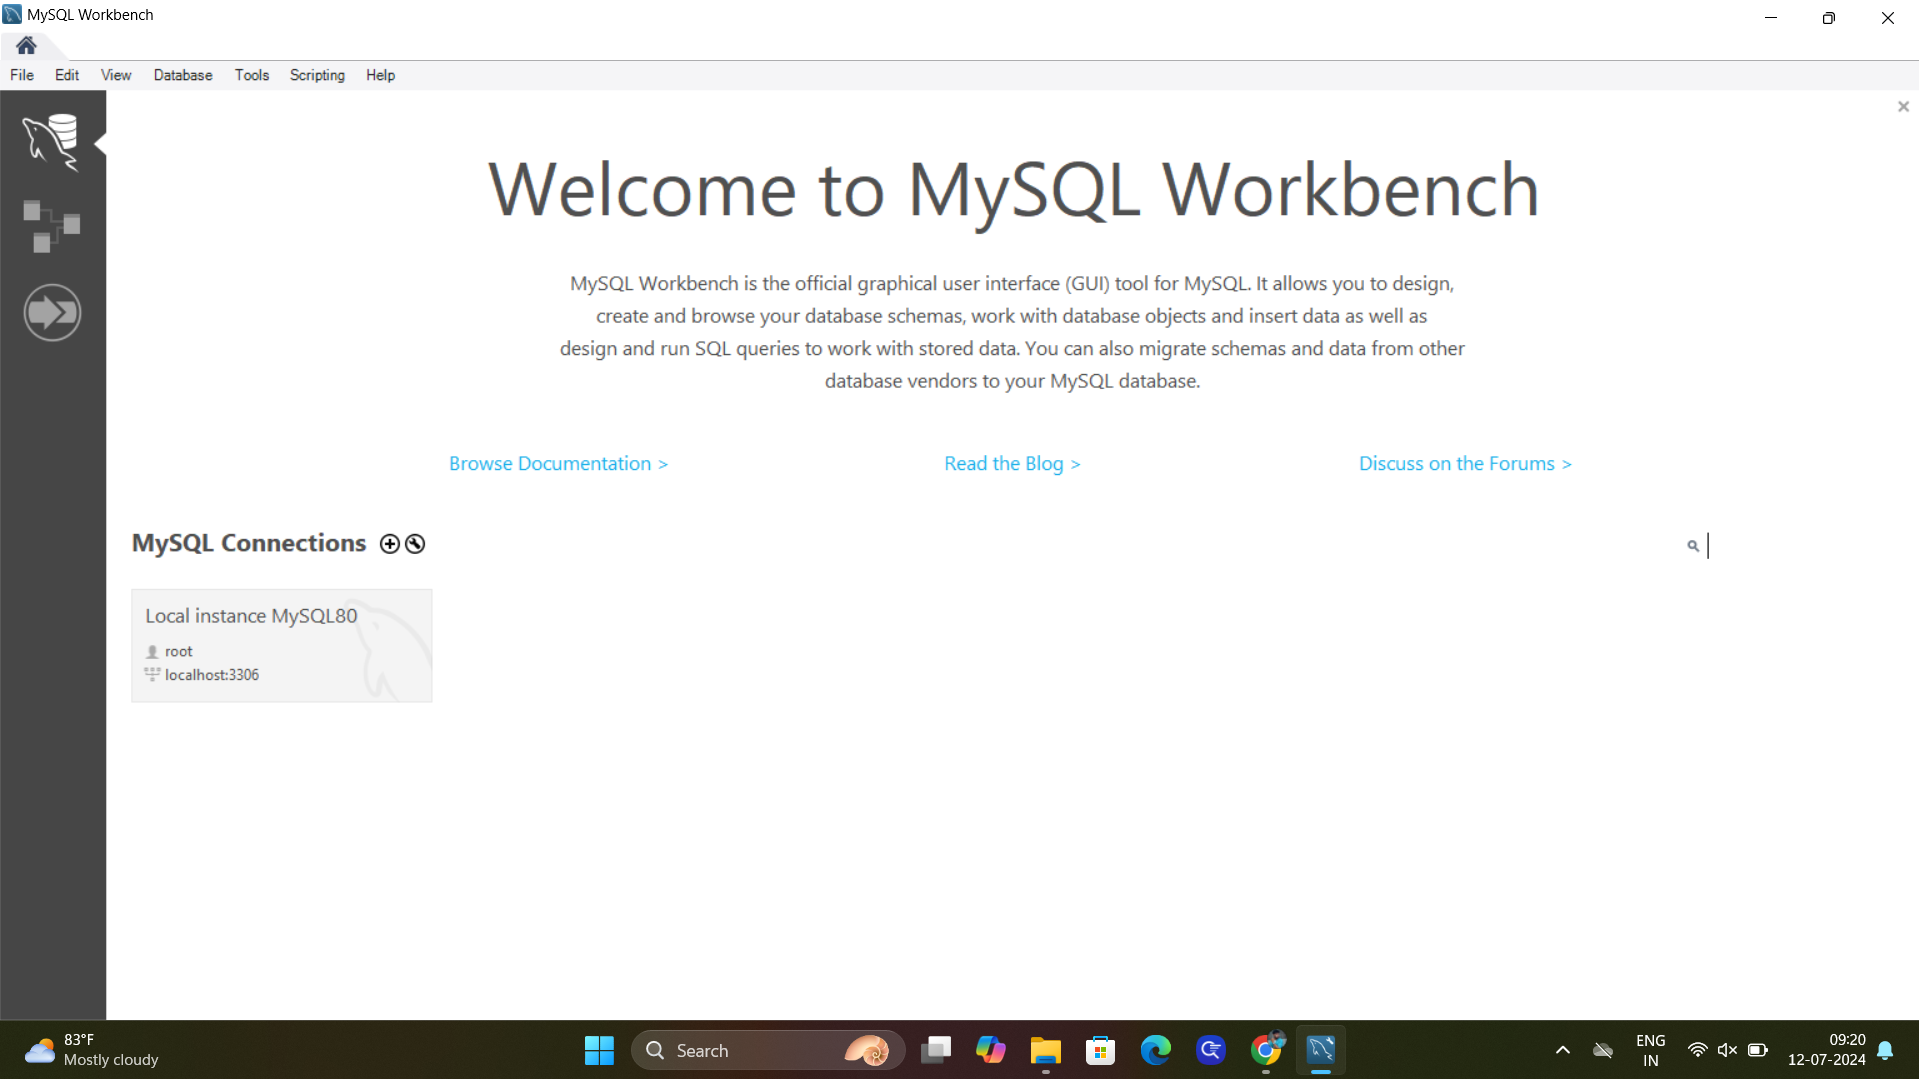 MySQL Workbench
File Edit View Database Tools Scripting Help
Welcome to MySQL Workbench
MySQL Workbench is the official graphical user interface (GUI) tool for MySQL. It allows you to design,
create and browse your database schemas, work with database objects and insert data as well as
design and run SQL queries to work with stored data. You can also migrate schemas and data from other
database vendors to your MySQL database.
Browse Documentation > Read the Blog > Discuss on the Forums >
MySQL Connections
Local instance MySQL80
root
localhost:3306
83°F
Mostly cloudy
Search
ENG
IN
09:20
12-07-2024